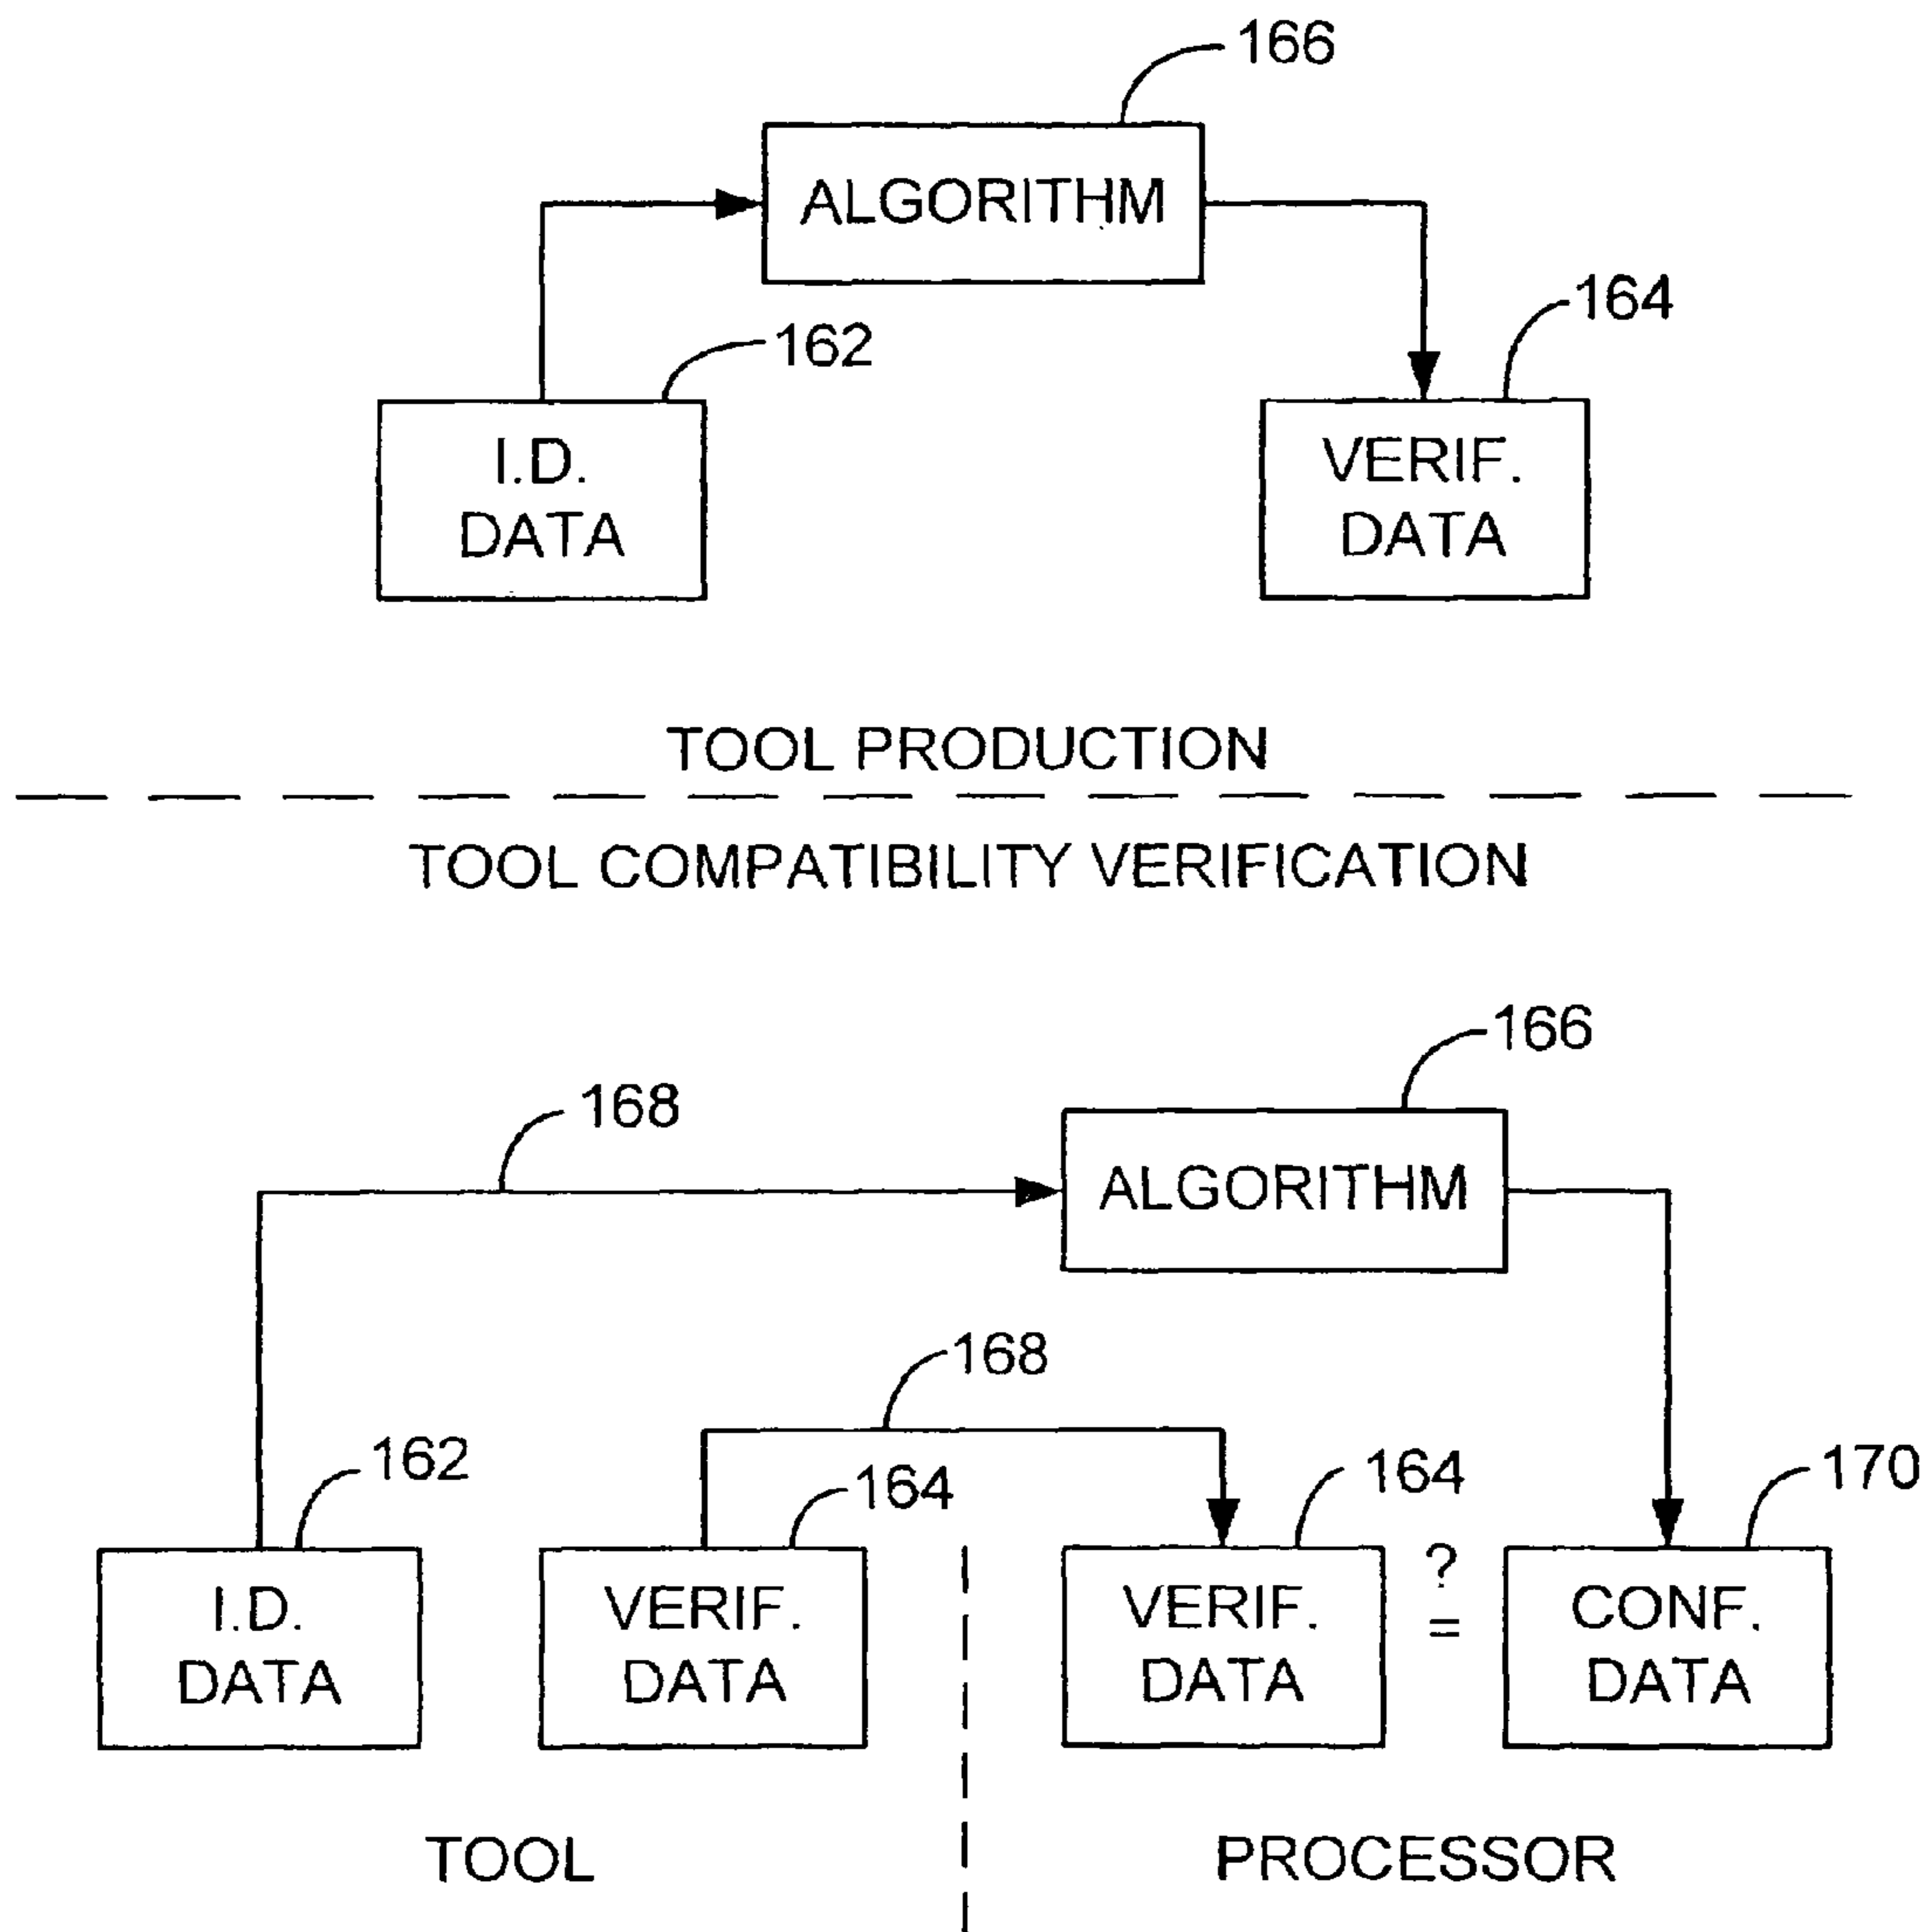 166
ALGORITHM
164
162
I.D.
DATA
VERIF.
DATA
TOOL PRODUCTION
TOOL COMPATIBILITY VERIFICATION
166
168
ALGORITHM
168
162
164
164
170
?
=
I.D.
DATA
VERIF.
DATA
VERIF.
DATA
CONF.
DATA
TOOL
PROCESSOR